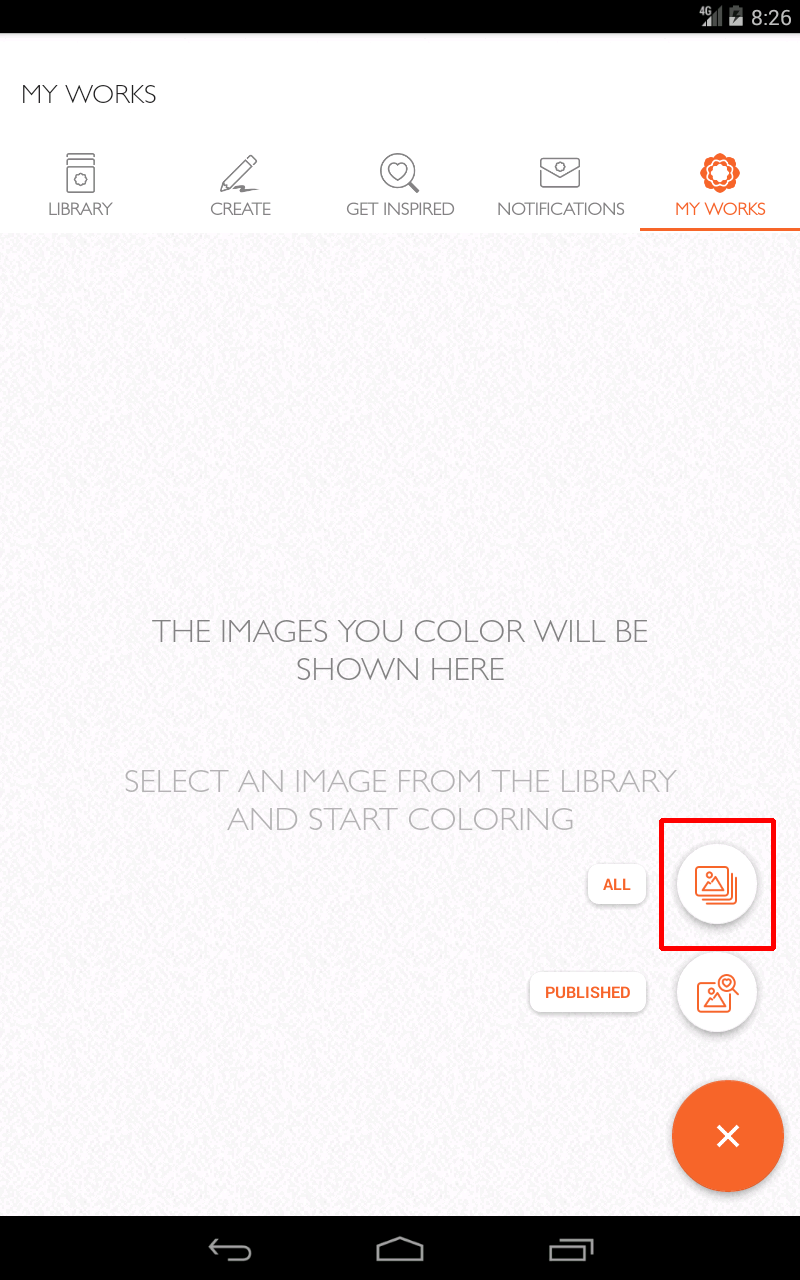 4G 8:26
MY WORKS
LIBRARY
CREATE
GET INSPIRED
NOTIFICATIONS
MY WORKS
THE IMAGES YOU COLOR WILL BE
SHOWN HERE
SELECT AN IMAGE FROM THE LIBRARY
AND START COLORING
ALL
PUBLISHED